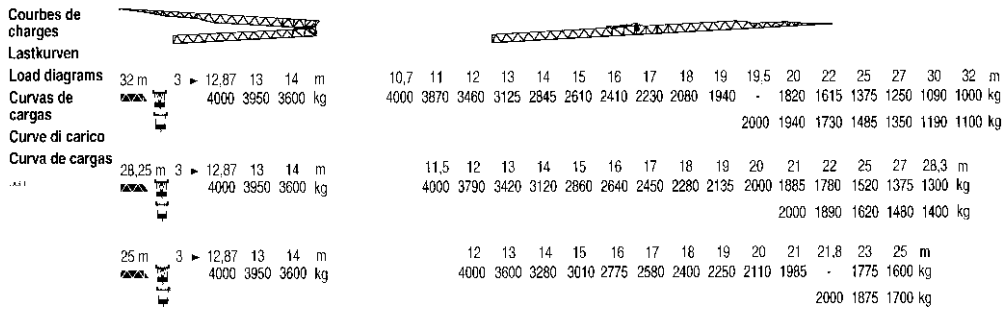 Courbes de
charges
Lastkurven
Load diagrams
Curvas de
cargas
Curve di carico
Curva de cargas
32 m 3 ► 12,87 13 14 m 10,7 11 12 13 14 15 16 17 18 19 19,5 20 22 25 27 30 32 m
4000 3950 3600 kg 4000 3870 3460 3125 2845 2610 2410 2230 2080 1940 - 1820 1615 1375 1250 1090 1000 kg
2000 1940 1730 1485 1350 1190 1100 kg
28,25 m 3 ► 12,87 13 14 m 11,5 12 13 14 15 16 17 18 19 20 21 22 25 27 28,3 m
4000 3950 3600 kg 4000 3790 3420 3120 2860 2640 2450 2280 2135 2000 1885 1780 1520 1375 1300 kg
2000 1890 1620 1480 1400 kg
25 m 3 ► 12,87 13 14 m 12 13 14 15 16 17 18 19 20 21 21,8 23 25 m
4000 3950 3600 kg 4000 3600 3280 3010 2775 2580 2400 2250 2110 1985 - 1775 1600 kg
2000 1875 1700 kg